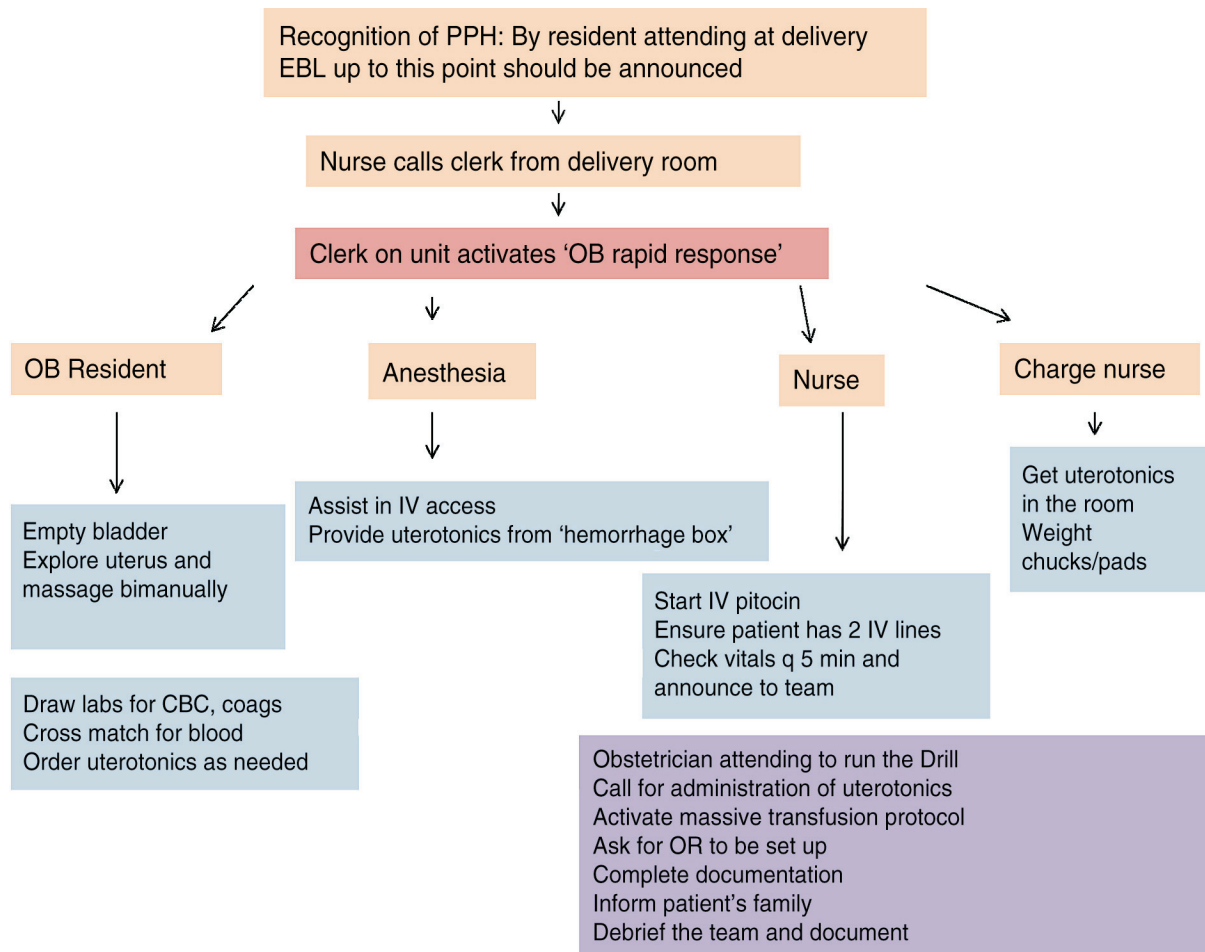 Recognition of PPH: By resident attending at delivery
EBL up to this point should be announced
Nurse calls clerk from delivery room
Clerk on unit activates ‘OB rapid response’
OB Resident
Anesthesia
Nurse
Charge nurse
Empty bladder
Explore uterus and
massage bimanually
Draw labs for CBC, coags
Cross match for blood
Order uterotonics as needed
Assist in IV access
Provide uterotonics from ‘hemorrhage box’
Start IV pitocin
Ensure patient has 2 IV lines
Check vitals q 5 min and
announce to team
Get uterotonics
in the room
Weight
chucks/pads
Obstetrician attending to run the Drill
Call for administration of uterotonics
Activate massive transfusion protocol
Ask for OR to be set up
Complete documentation
Inform patient’s family
Debrief the team and document